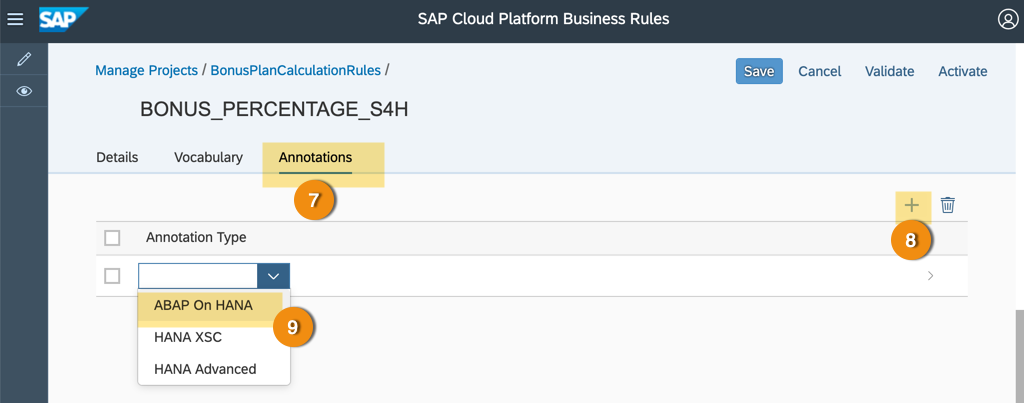 SAP SAP Cloud Platform Business Rules
Manage Projects / BonusPlanCalculationRules /
Save Cancel Validate Activate
BONUS_PERCENTAGE_S4H
Details Vocabulary Annotations
7
8
Annotation Type
ABAP On HANA
9
HANA XSC
HANA Advanced